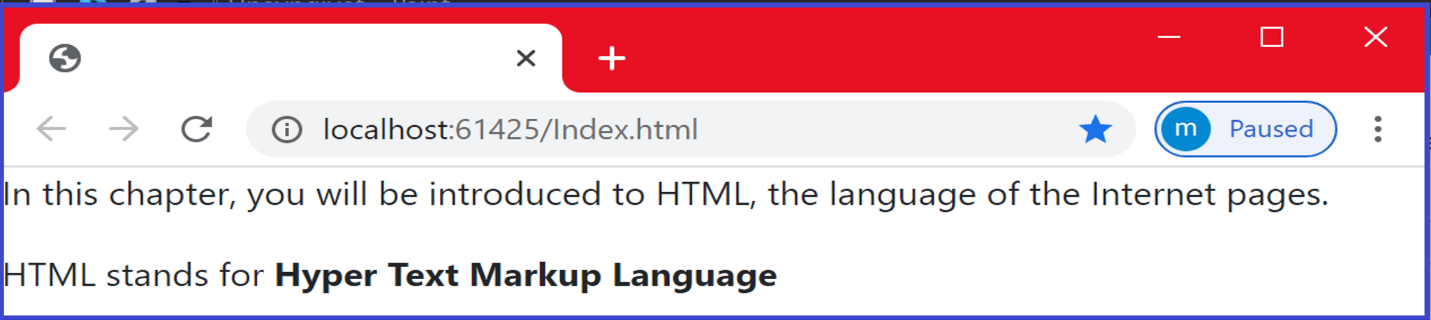 localhost:61425/Index.html
m Paused
In this chapter, you will be introduced to HTML, the language of the Internet pages.
HTML stands for Hyper Text Markup Language